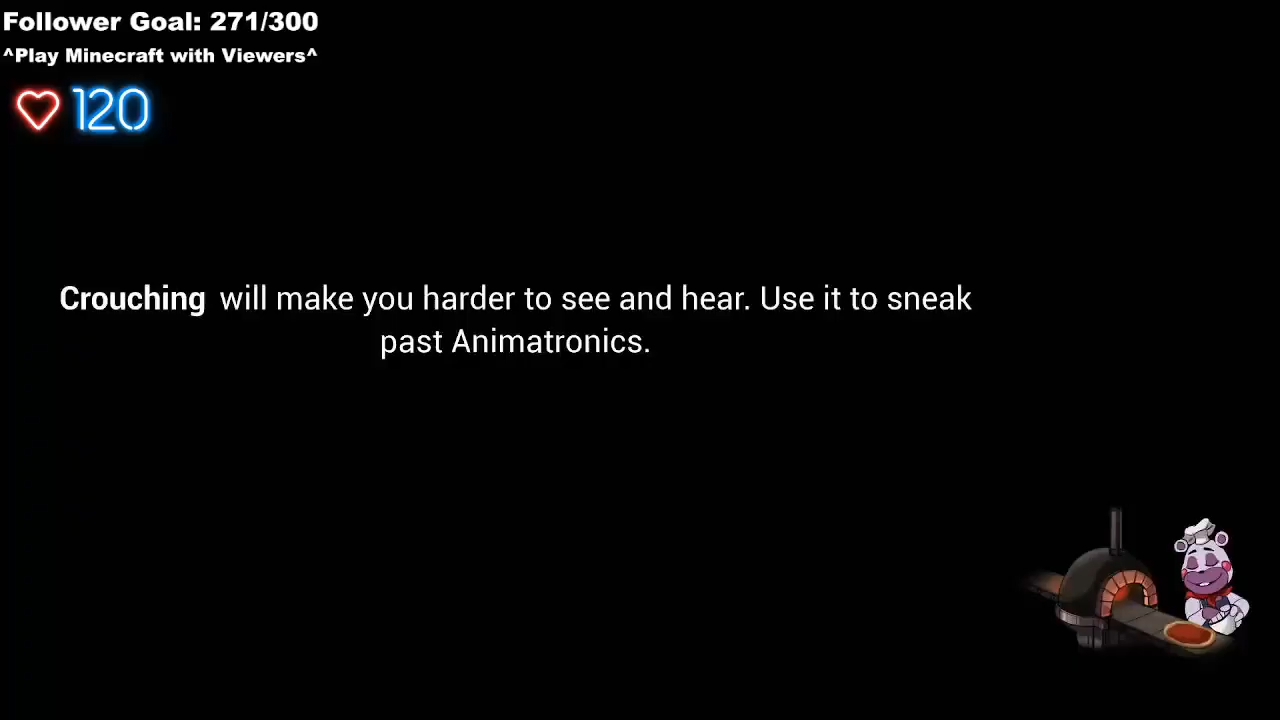 Follower Goal: 271/300
^Play Minecraft with Viewers^
120
Crouching will make you harder to see and hear. Use it to sneak
past Animatronics.